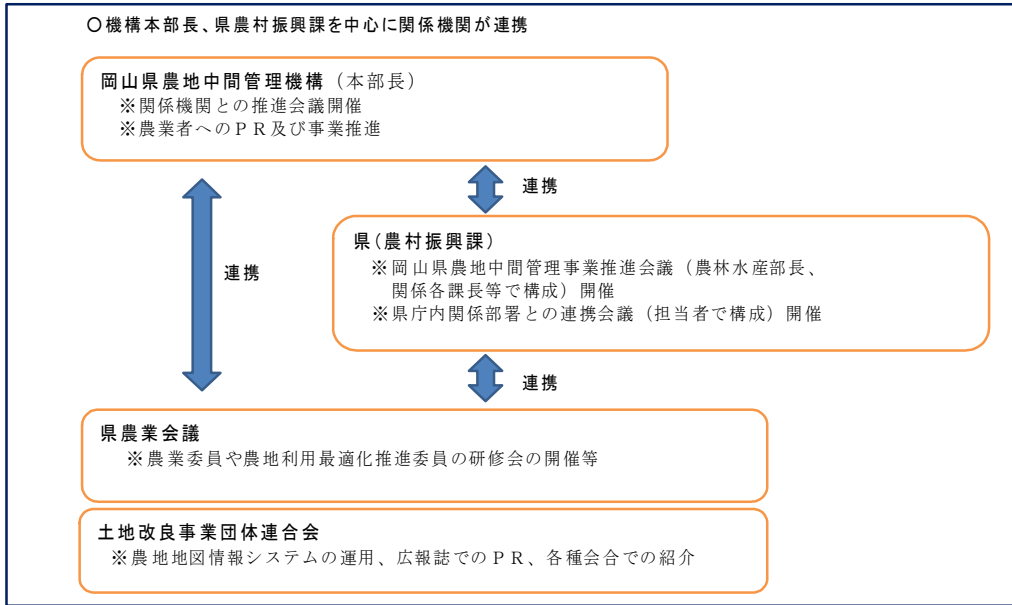 〇機構本部長、県農村振興課を中心に関係機関が連携
岡山県農地中間管理機構（本部長）
※関係機関との推進会議開催
※農業者へのＰＲ及び事業推進
連携
連携
県(農村振興課)
※岡山県農地中間管理事業推進会議（農林水産部長、
関係各課長等で構成）開催
※県庁内関係部署との連携会議（担当者で構成）開催
連携
県農業会議
※農業委員や農地利用最適化推進委員の研修会の開催等
土地改良事業団体連合会
※農地地図情報システムの運用、広報誌でのＰＲ、各種会合での紹介